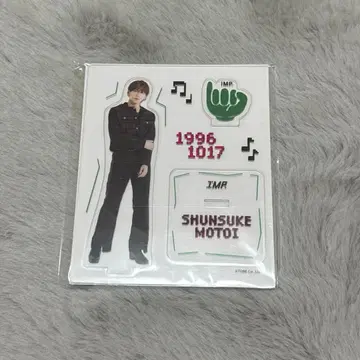 IMP.
1996
1017
IMP.
SHUNSUKE
MOTOI